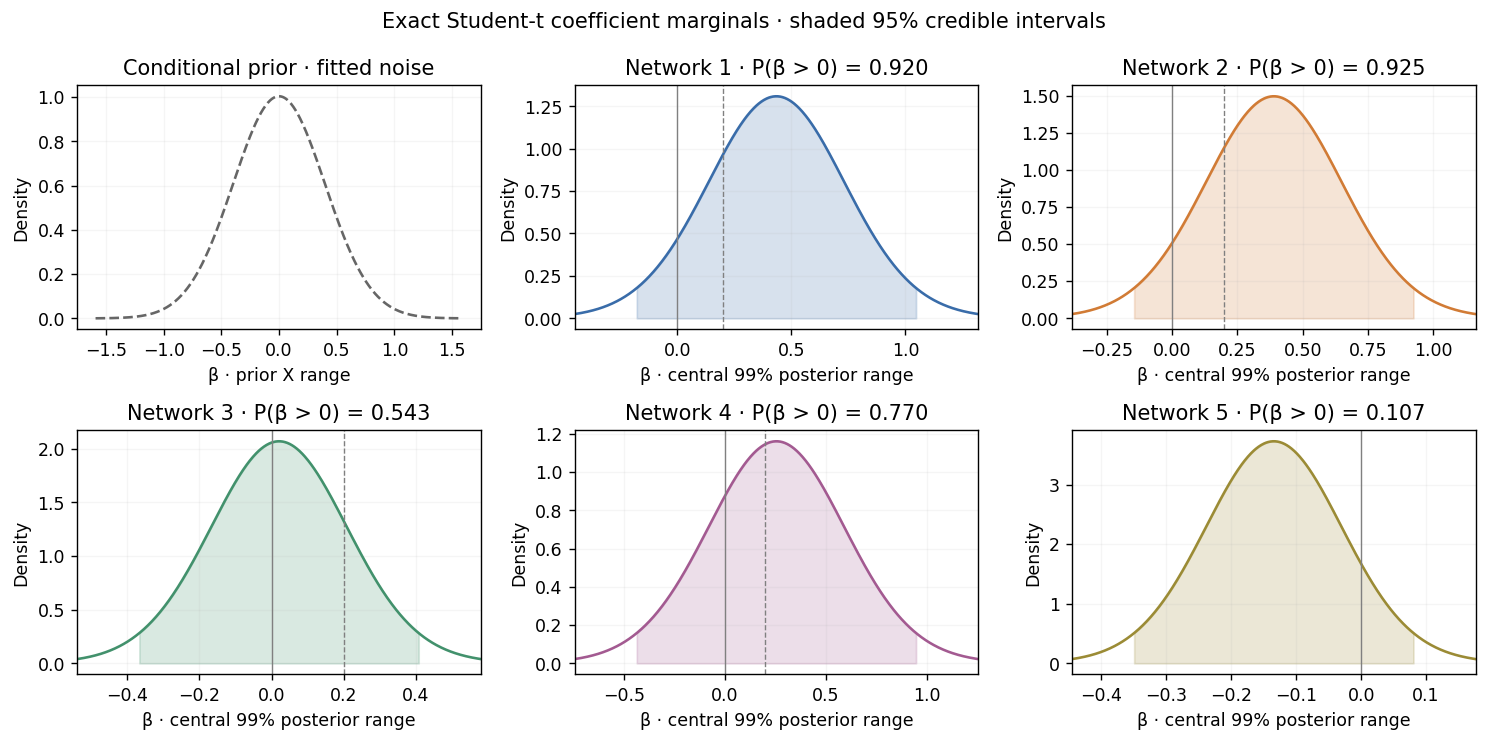 Exact Student-t coefficient marginals · shaded 95% credible intervals
Conditional prior · fitted noise
Density
1.0
0.8
0.6
0.4
0.2
0.0
−1.5 −1.0 −0.5 0.0 0.5 1.0 1.5
β · prior X range
Network 1 · P(β > 0) = 0.920
Density
1.25
1.00
0.75
0.50
0.25
0.00
0.0 0.5 1.0
β · central 99% posterior range
Network 2 · P(β > 0) = 0.925
Density
1.50
1.25
1.00
0.75
0.50
0.25
0.00
−0.25 0.00 0.25 0.50 0.75 1.00
β · central 99% posterior range
Network 3 · P(β > 0) = 0.543
Density
2.0
1.5
1.0
0.5
0.0
−0.4 −0.2 0.0 0.2 0.4
β · central 99% posterior range
Network 4 · P(β > 0) = 0.770
Density
1.2
1.0
0.8
0.6
0.4
0.2
0.0
−0.5 0.0 0.5 1.0
β · central 99% posterior range
Network 5 · P(β > 0) = 0.107
Density
3
2
1
0
−0.4 −0.3 −0.2 −0.1 0.0 0.1
β · central 99% posterior range